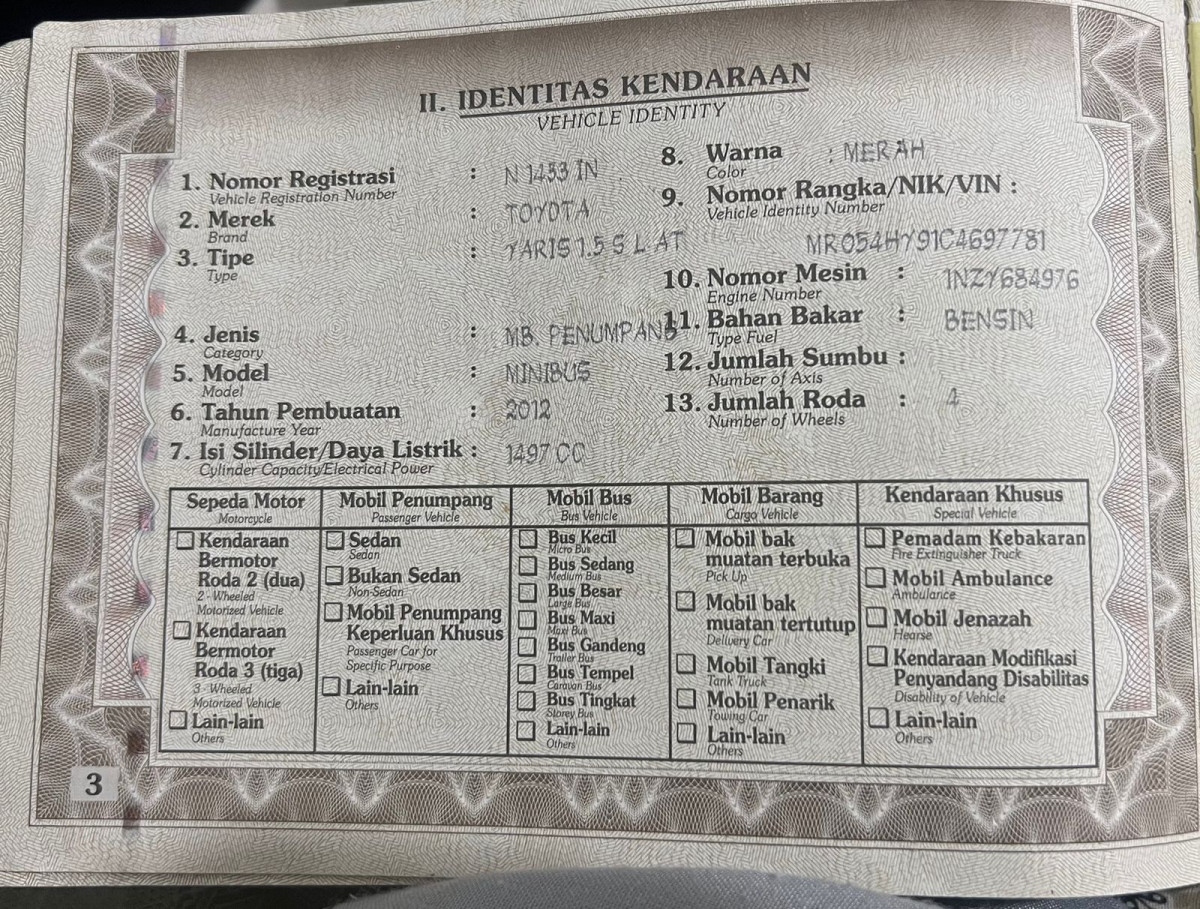 II. IDENTITAS KENDARAAN
VEHICLE IDENTITY
1. Nomor Registrasi : N 1453 IN
Vehicle Registration Number
2. Merek : TOYOTA
Brand
3. Tipe : YARIS 1.5 S L AT
Type
4. Jenis : MB. PENUMPANG
Category
5. Model : MINIBUS
Model
6. Tahun Pembuatan : 2012
Manufacture Year
7. Isi Silinder/Daya Listrik : 1497 CC
Cylinder Capacity/Electrical Power
8. Warna : MERAH
Color
9. Nomor Rangka/NIK/VIN :
Vehicle Identity Number
MR054HY91C4697781
10. Nomor Mesin : 1NZY684976
Engine Number
11. Bahan Bakar : BENSIN
Type Fuel
12. Jumlah Sumbu :
Number of Axis
13. Jumlah Roda : 4
Number of Wheels
Sepeda Motor
Motorcycle
Kendaraan
Bermotor
Roda 2 (dua)
2 - Wheeled
Motorized Vehicle
Kendaraan
Bermotor
Roda 3 (tiga)
3 - Wheeled
Motorized Vehicle
Lain-lain
Others
Mobil Penumpang
Passenger Vehicle
Sedan
Sedan
Bukan Sedan
Non-Sedan
Mobil Penumpang
Keperluan Khusus
Passenger Car for
Specific Purpose
Lain-lain
Others
Mobil Bus
Bus Vehicle
Bus Kecil
Micro Bus
Bus Sedang
Medium Bus
Bus Besar
Large Bus
Bus Maxi
Maxi Bus
Bus Gandeng
Trailer Bus
Bus Tempel
Caravan Bus
Bus Tingkat
Storey Bus
Lain-lain
Others
Mobil Barang
Cargo Vehicle
Mobil bak
muatan terbuka
Pick Up
Mobil bak
muatan tertutup
Delivery Car
Mobil Tangki
Tank Truck
Mobil Penarik
Towing Car
Lain-lain
Others
Kendaraan Khusus
Special Vehicle
Pemadam Kebakaran
Fire Extinguisher Truck
Mobil Ambulance
Ambulance
Mobil Jenazah
Hearse
Kendaraan Modifikasi
Penyandang Disabilitas
Disability of Vehicle
Lain-lain
Others
3